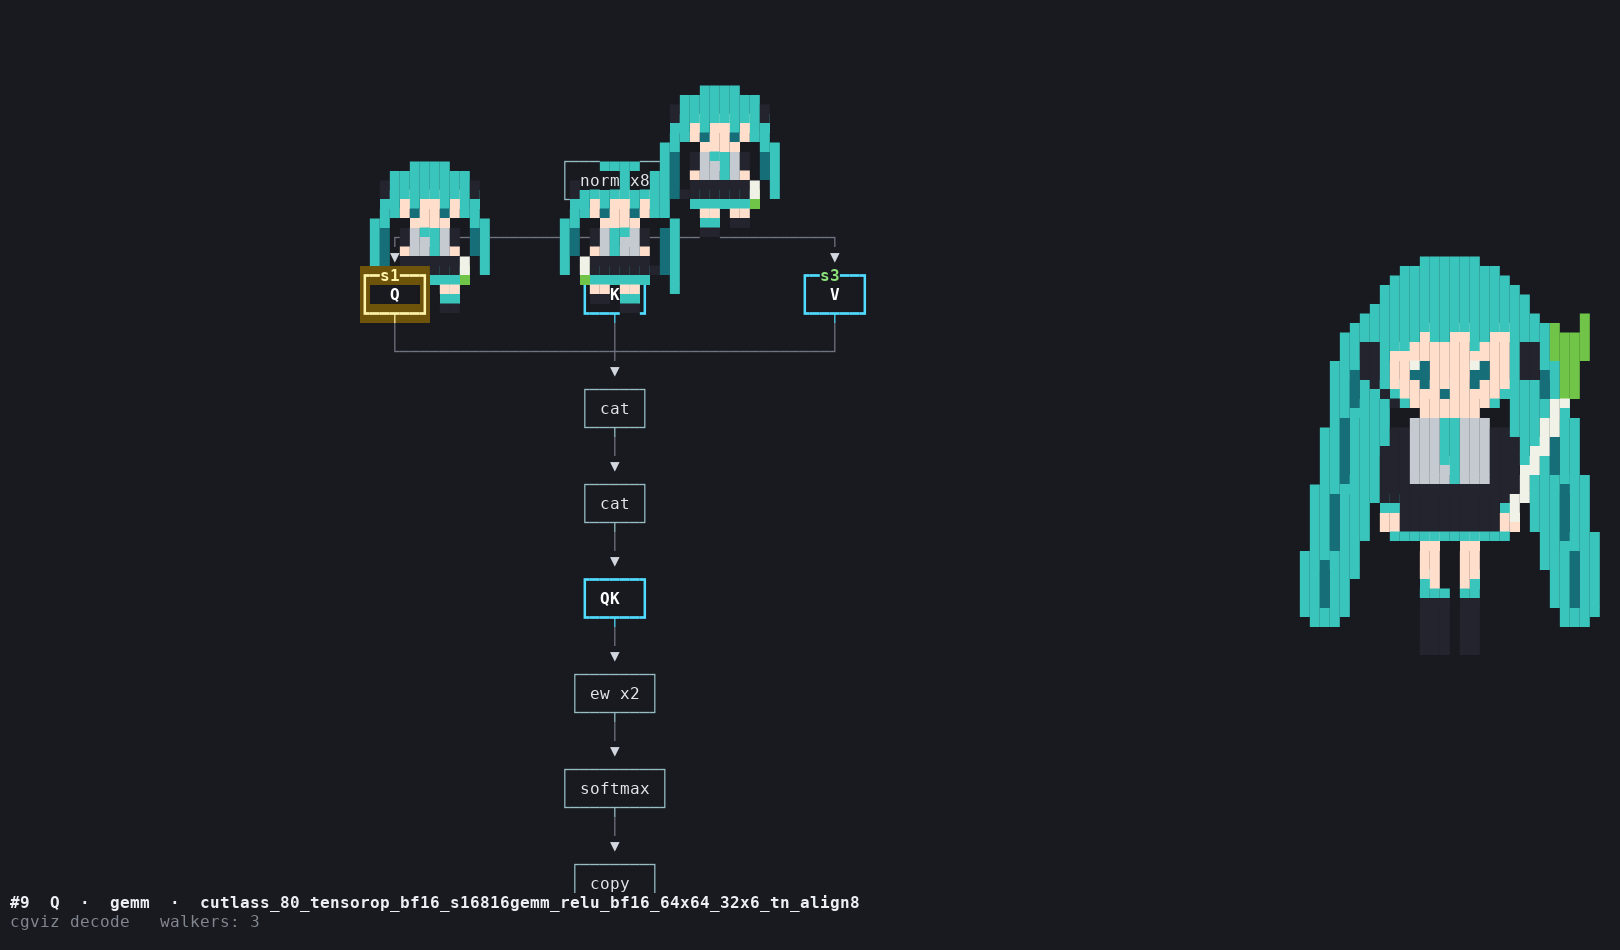 norm x8
s1 s3
Q K V
cat
cat
QK
ew x2
softmax
copy
#9 Q · gemm · cutlass_80_tensorop_bf16_s16816gemm_relu_bf16_64x64_32x6_tn_align8
cgviz decode walkers: 3